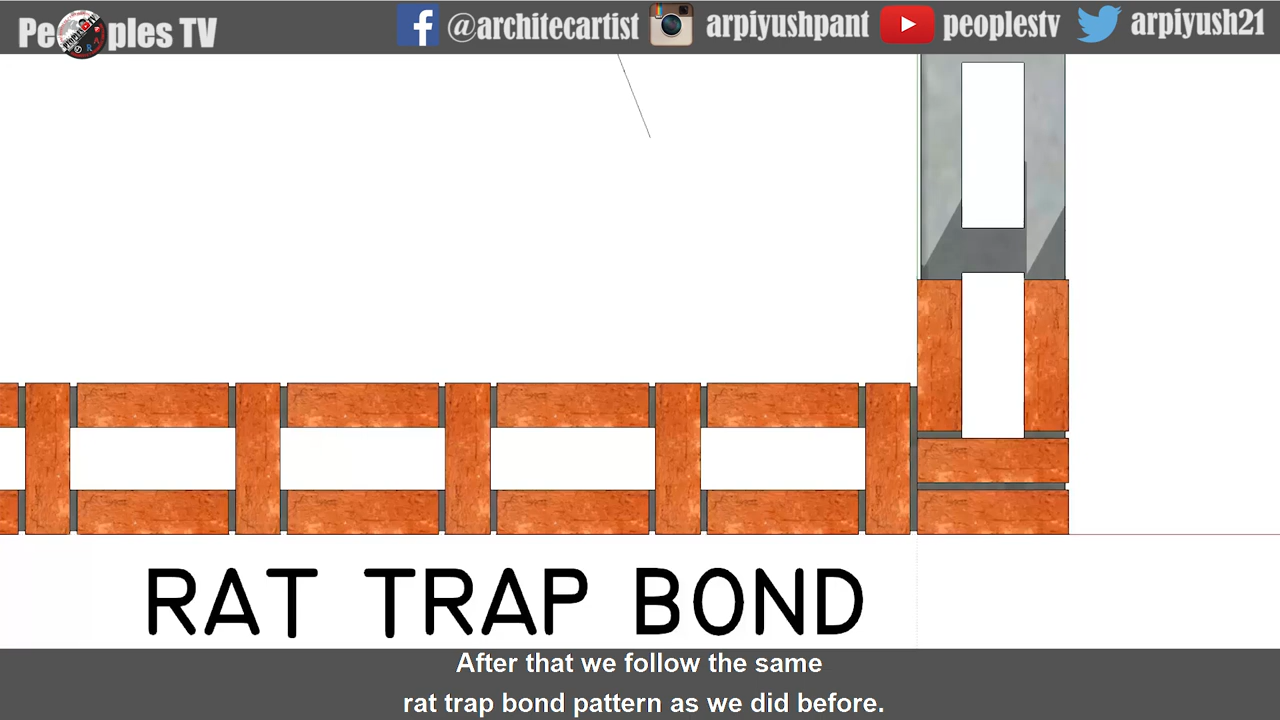 Peoples TV
@architecartist
arpiyushpant
peoplestv
arpiyush21
RAT TRAP BOND
After that we follow the same
rat trap bond pattern as we did before.